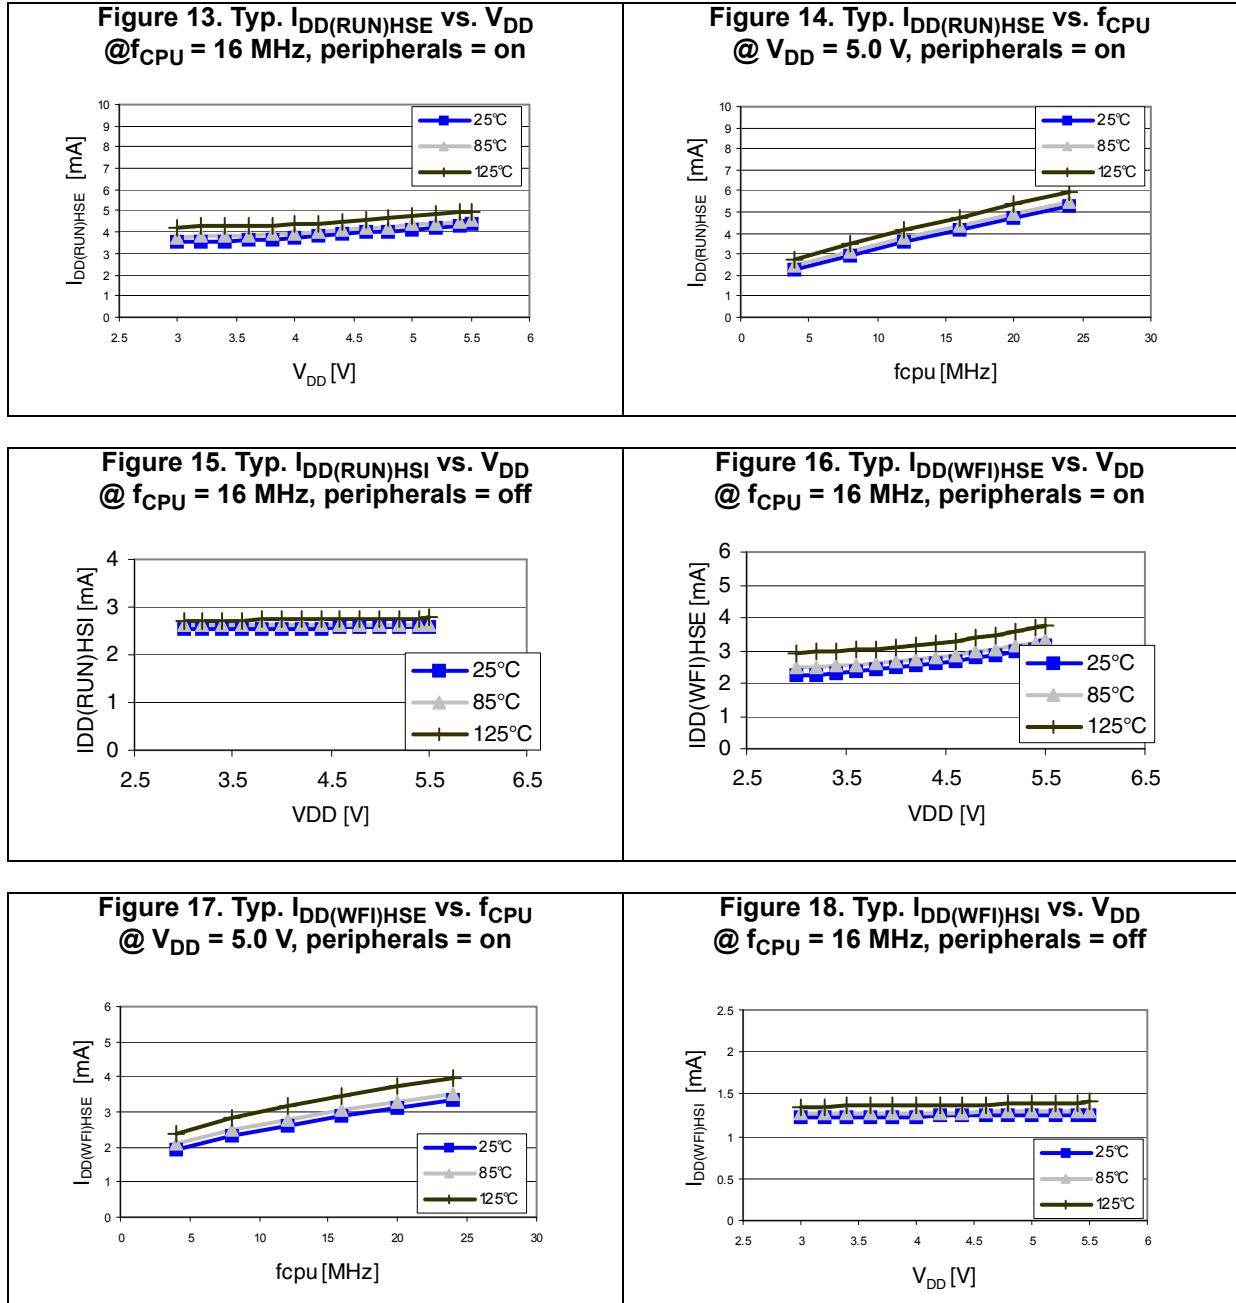 Figure 13. Typ. IDD(RUN)HSE vs. VDD
@fCPU = 16 MHz, peripherals = on
10
9
8
7
6
5
4
3
2
1
0
2.5 3 3.5 4 4.5 5 5.5 6
IDD(RUN)HSE [mA]
VDD [V]
25°C
85°C
125°C
Figure 14. Typ. IDD(RUN)HSE vs. fCPU
@ VDD = 5.0 V, peripherals = on
10
9
8
7
6
5
4
3
2
1
0
0 5 10 15 20 25 30
IDD(RUN)HSE [mA]
fcpu [MHz]
25°C
85°C
125°C
Figure 15. Typ. IDD(RUN)HSI vs. VDD
@ fCPU = 16 MHz, peripherals = off
4
3
2
1
0
2.5 3.5 4.5 5.5 6.5
IDD(RUN)HSI [mA]
VDD [V]
25°C
85°C
125°C
Figure 16. Typ. IDD(WFI)HSE vs. VDD
@ fCPU = 16 MHz, peripherals = on
6
5
4
3
2
1
0
2.5 3.5 4.5 5.5 6.5
IDD(WFI)HSE [mA]
VDD [V]
25°C
85°C
125°C
Figure 17. Typ. IDD(WFI)HSE vs. fCPU
@ VDD = 5.0 V, peripherals = on
6
5
4
3
2
1
0
0 5 10 15 20 25 30
IDD(WFI)HSE [mA]
fcpu [MHz]
25°C
85°C
125°C
Figure 18. Typ. IDD(WFI)HSI vs. VDD
@ fCPU = 16 MHz, peripherals = off
2.5
2
1.5
1
0.5
0
2.5 3 3.5 4 4.5 5 5.5 6
IDD(WFI)HSI [mA]
VDD [V]
25°C
85°C
125°C